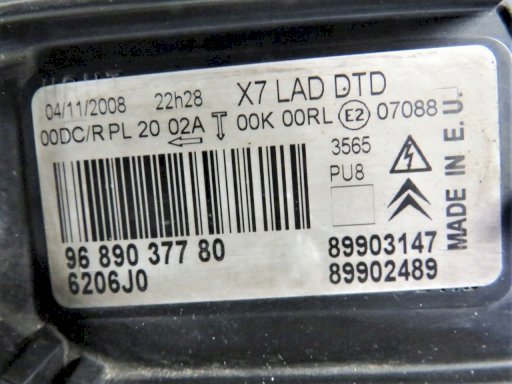 04/11/2008 22h28 X7 LAD DTD
00DC/R PL 20 02A 00K 00RL E2 07088
3565
PU8
96 890 377 80 89903147
6206J0 89902489
MADE IN E.U.